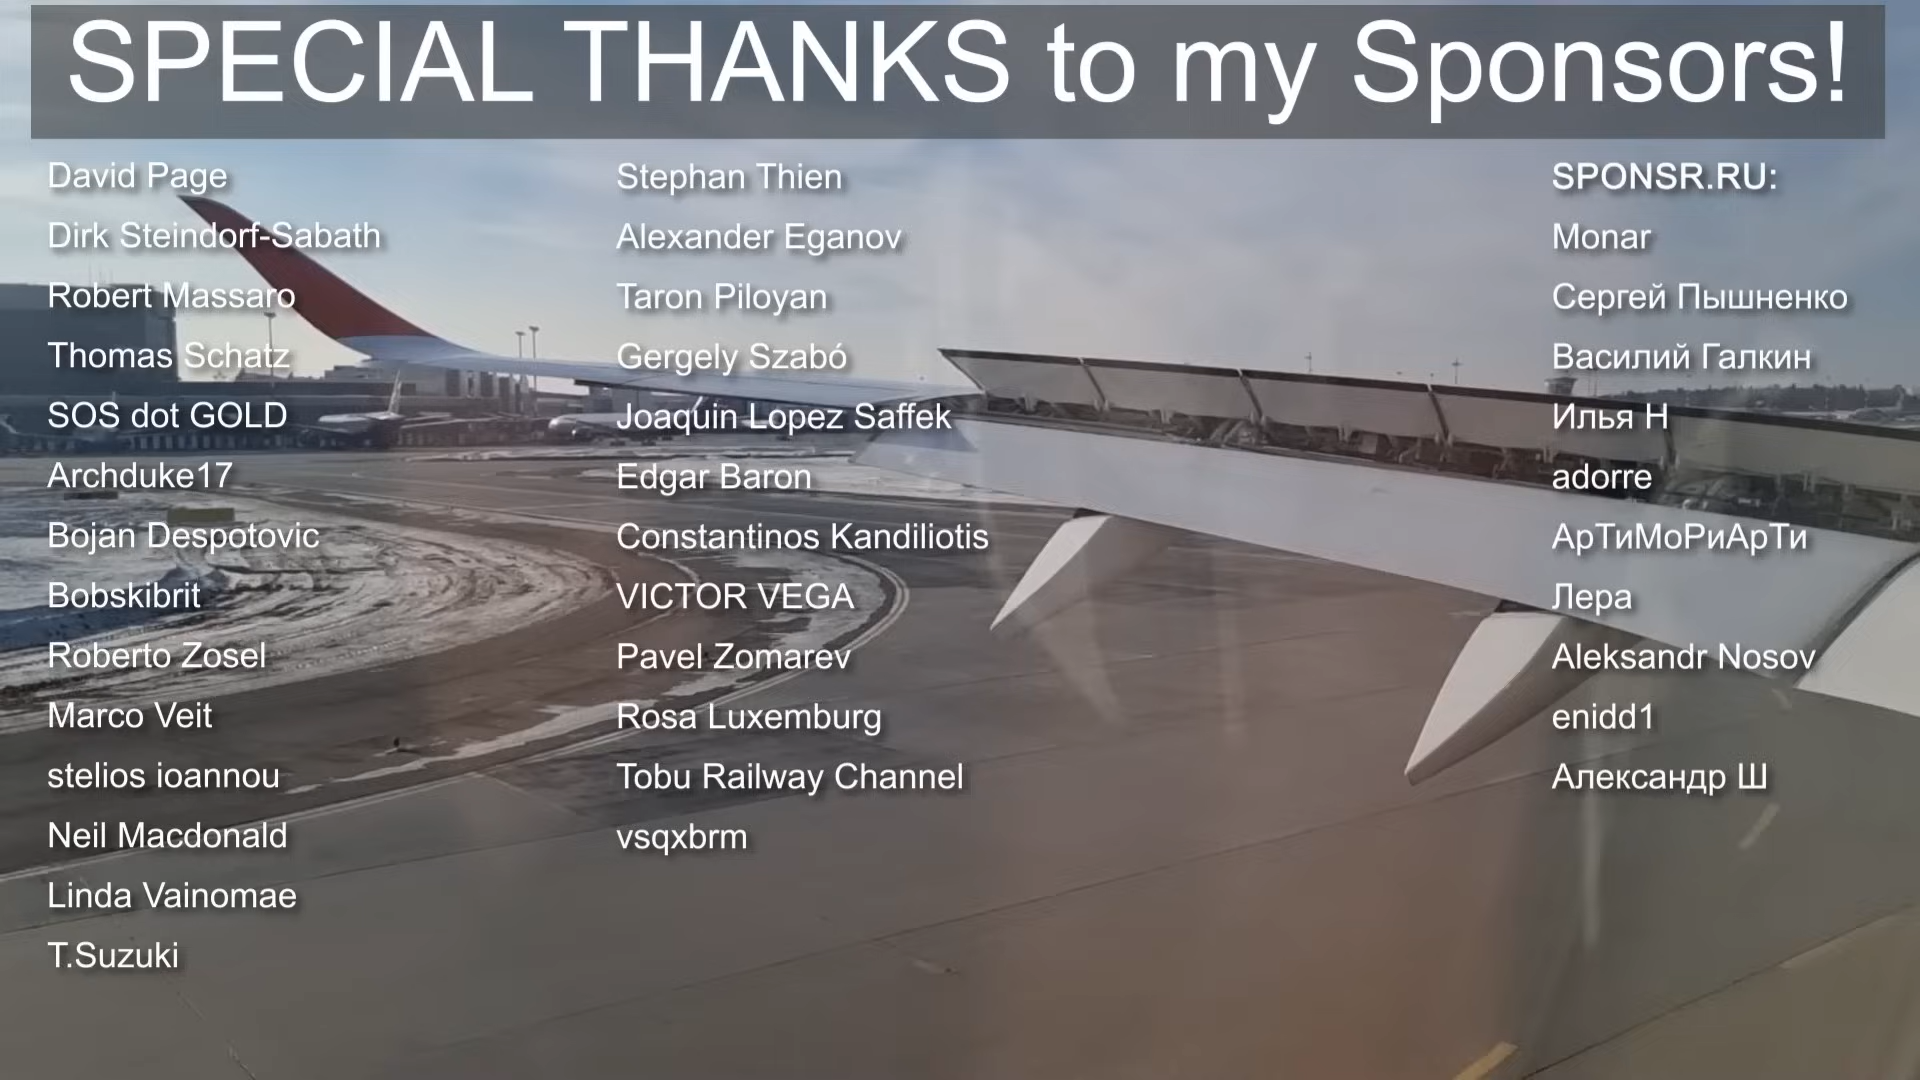 SPECIAL THANKS to my Sponsors!
David Page
Dirk Steindorf-Sabath
Robert Massaro
Thomas Schatz
SOS dot GOLD
Archduke17
Bojan Despotovic
Bobskibrit
Roberto Zosel
Marco Veit
stelios ioannou
Neil Macdonald
Linda Vainomae
T.Suzuki
Stephan Thien
Alexander Eganov
Taron Piloyan
Gergely Szabó
Joaquin Lopez Saffek
Edgar Baron
Constantinos Kandiliotis
VICTOR VEGA
Pavel Zomarev
Rosa Luxemburg
Tobu Railway Channel
vsqxbrm
SPONSR.RU:
Monar
Сергей Пышненко
Василий Галкин
Илья Н
adorre
АрТиМоРиАрТи
Лера
Aleksandr Nosov
enidd1
Александр Ш